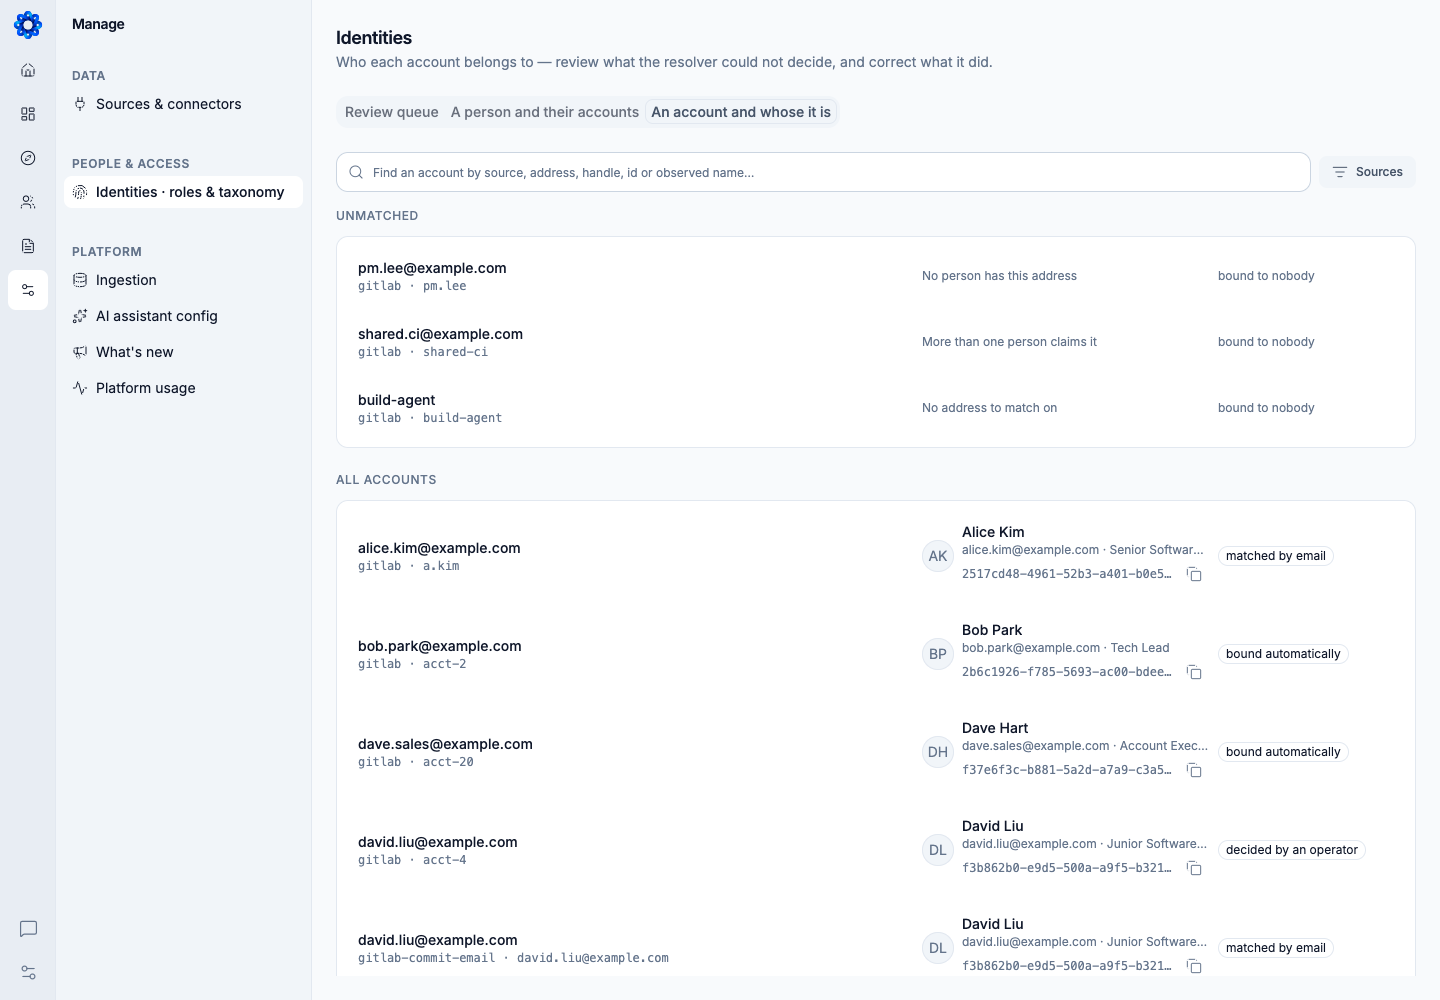 Manage
DATA
Sources & connectors
PEOPLE & ACCESS
Identities · roles & taxonomy
PLATFORM
Ingestion
AI assistant config
What's new
Platform usage
Identities
Who each account belongs to — review what the resolver could not decide, and correct what it did.
Review queue
A person and their accounts
An account and whose it is
Find an account by source, address, handle, id or observed name...
Sources
UNMATCHED
pm.lee@example.com
gitlab · pm.lee
No person has this address
bound to nobody
shared.ci@example.com
gitlab · shared-ci
More than one person claims it
bound to nobody
build-agent
gitlab · build-agent
No address to match on
bound to nobody
ALL ACCOUNTS
alice.kim@example.com
gitlab · a.kim
AK
Alice Kim
alice.kim@example.com · Senior Softwar...
2517cd48-4961-52b3-a401-b0e5…
matched by email
bob.park@example.com
gitlab · acct-2
BP
Bob Park
bob.park@example.com · Tech Lead
2b6c1926-f785-5693-ac00-bdee…
bound automatically
dave.sales@example.com
gitlab · acct-20
DH
Dave Hart
dave.sales@example.com · Account Exec...
f37e6f3c-b881-5a2d-a7a9-c3a5…
bound automatically
david.liu@example.com
gitlab · acct-4
DL
David Liu
david.liu@example.com · Junior Software...
f3b862b0-e9d5-500a-a9f5-b321…
decided by an operator
david.liu@example.com
gitlab-commit-email · david.liu@example.com
DL
David Liu
david.liu@example.com · Junior Software...
f3b862b0-e9d5-500a-a9f5-b321…
matched by email